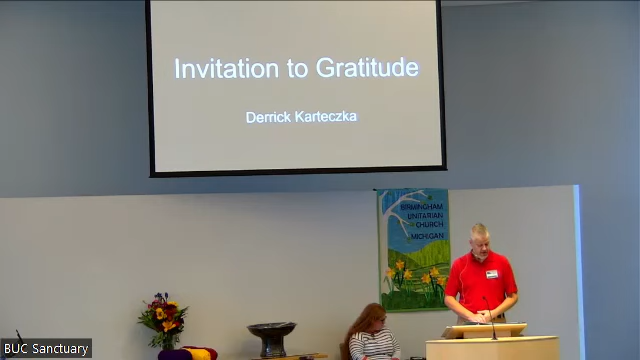 Invitation to Gratitude
Derrick Karteczka
BIRMINGHAM
UNITARIAN
CHURCH
MICHIGAN
BUC Sanctuary